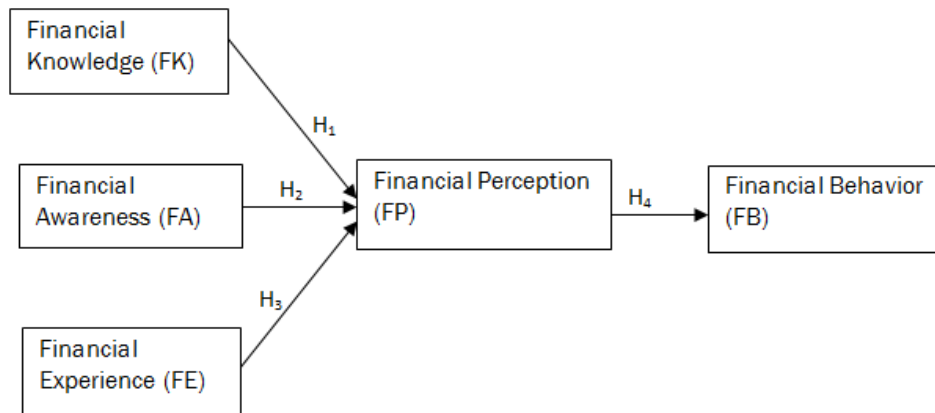 Financial
Knowledge (FK)
H₁
Financial
Awareness (FA)
H₂
Financial Perception
(FP)
H₄
Financial Behavior
(FB)
H₃
Financial
Experience (FE)